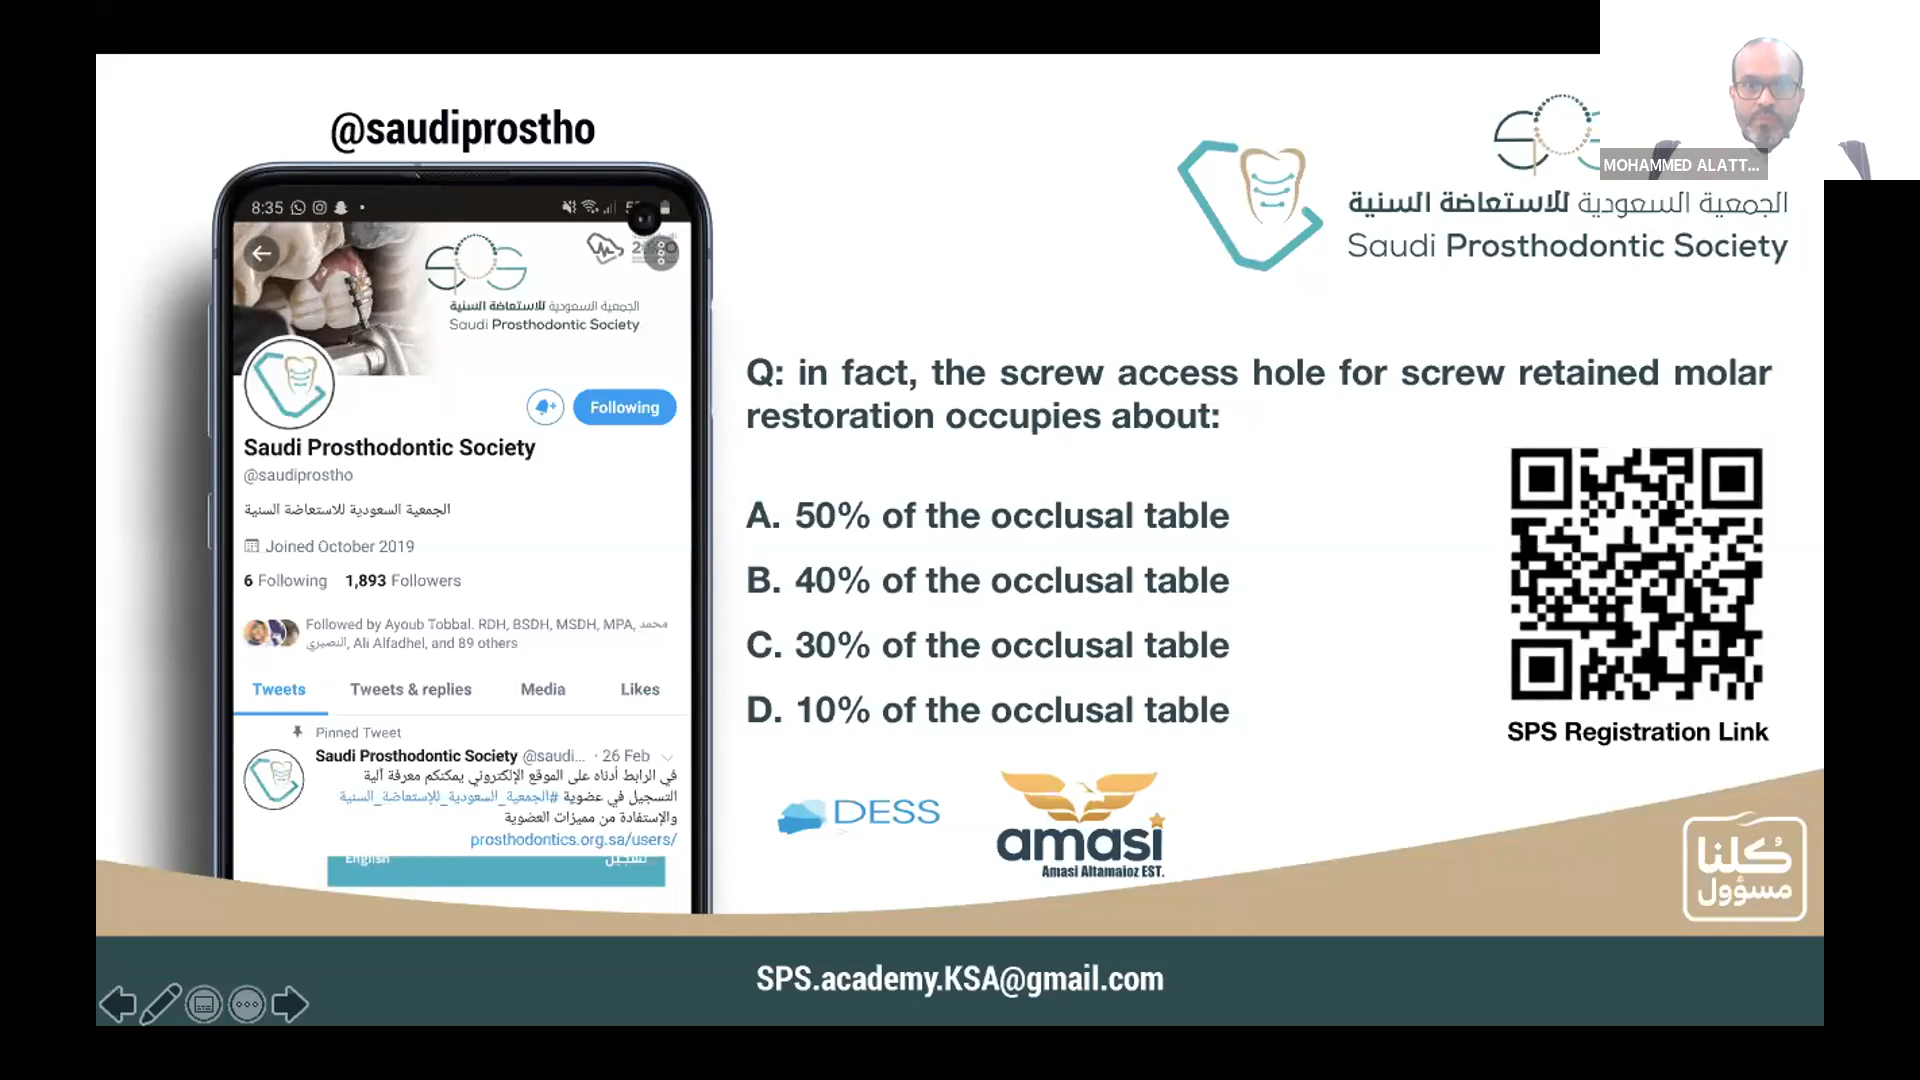 @saudiprostho
8:35
الجمعية السعودية للاستعاضة السنية
Saudi Prosthodontic Society
Following
Saudi Prosthodontic Society
@saudiprostho
الجمعية السعودية للاستعاضة السنية
Joined October 2019
6 Following 1,893 Followers
Followed by Ayoub Tobbal. RDH, BSDH, MSDH, MPA, محمد
النصيري, Ali Alfadhel, and 89 others
Tweets Tweets & replies Media Likes
Pinned Tweet
Saudi Prosthodontic Society @saudi... · 26 Feb
في الرابط أدناه على الموقع الإلكتروني يمكنكم معرفة آلية
التسجيل في عضوية #الجمعية_السعودية_للإستعاضة_السنية
والإستفادة من مميزات العضوية
prosthodontics.org.sa/users/
English تسجيل
MOHAMMED ALATT...
الجمعية السعودية للاستعاضة السنية
Saudi Prosthodontic Society
Q: in fact, the screw access hole for screw retained molar
restoration occupies about:
A. 50% of the occlusal table
B. 40% of the occlusal table
C. 30% of the occlusal table
D. 10% of the occlusal table
SPS Registration Link
DESS
amasi
Amasi Altamaioz EST.
كلنا
مسؤول
SPS.academy.KSA@gmail.com